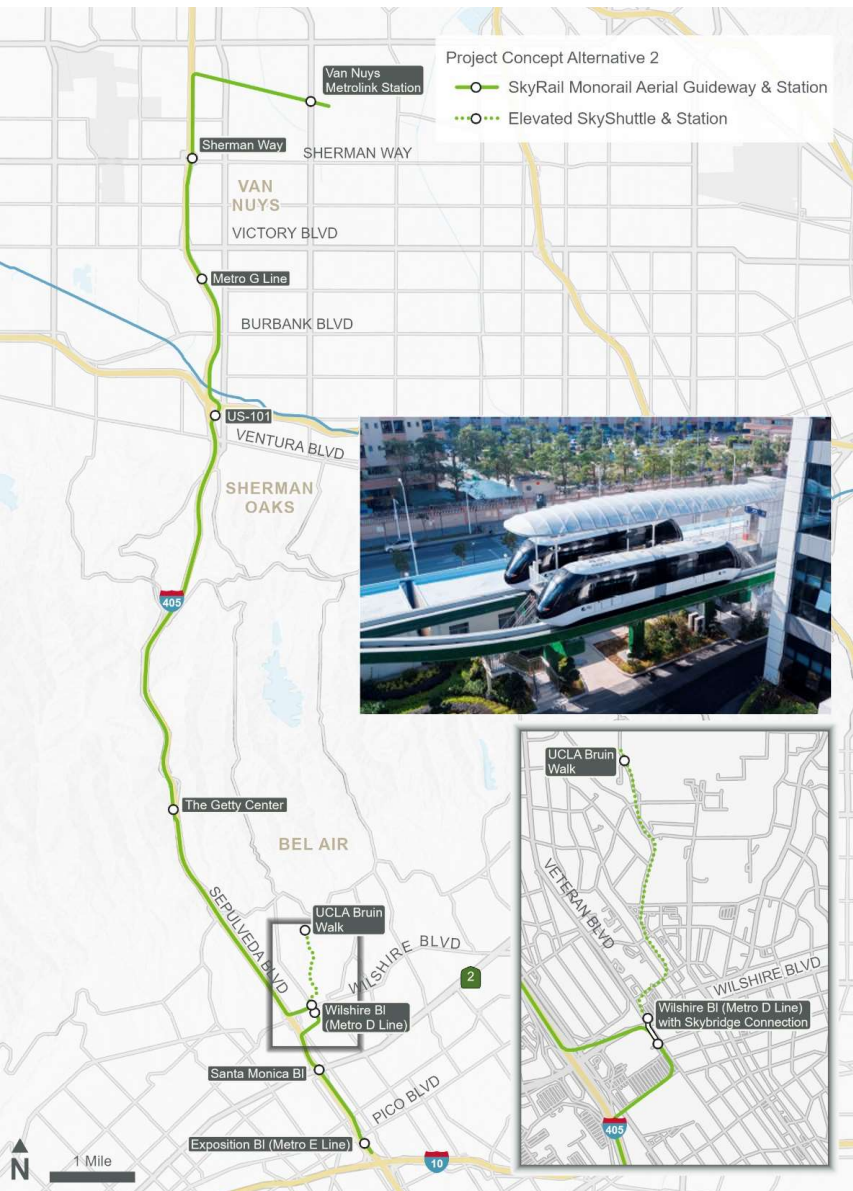 Project Concept Alternative 2
SkyRail Monorail Aerial Guideway & Station
Elevated SkyShuttle & Station
Van Nuys
Metrolink Station
Sherman Way
SHERMAN WAY
VAN
NUYS
VICTORY BLVD
Metro G Line
BURBANK BLVD
US-101
VENTURA BLVD
SHERMAN
OAKS
405
The Getty Center
BEL AIR
SEPULVEDA BLVD
UCLA Bruin
Walk
WILSHIRE BLVD
2
Wilshire Bl
(Metro D Line)
Santa Monica Bl
PICO BLVD
Exposition Bl (Metro E Line)
10
N
1 Mile
UCLA Bruin
Walk
VETERAN BLVD
WILSHIRE BLVD
Wilshire Bl (Metro D Line)
with Skybridge Connection
405